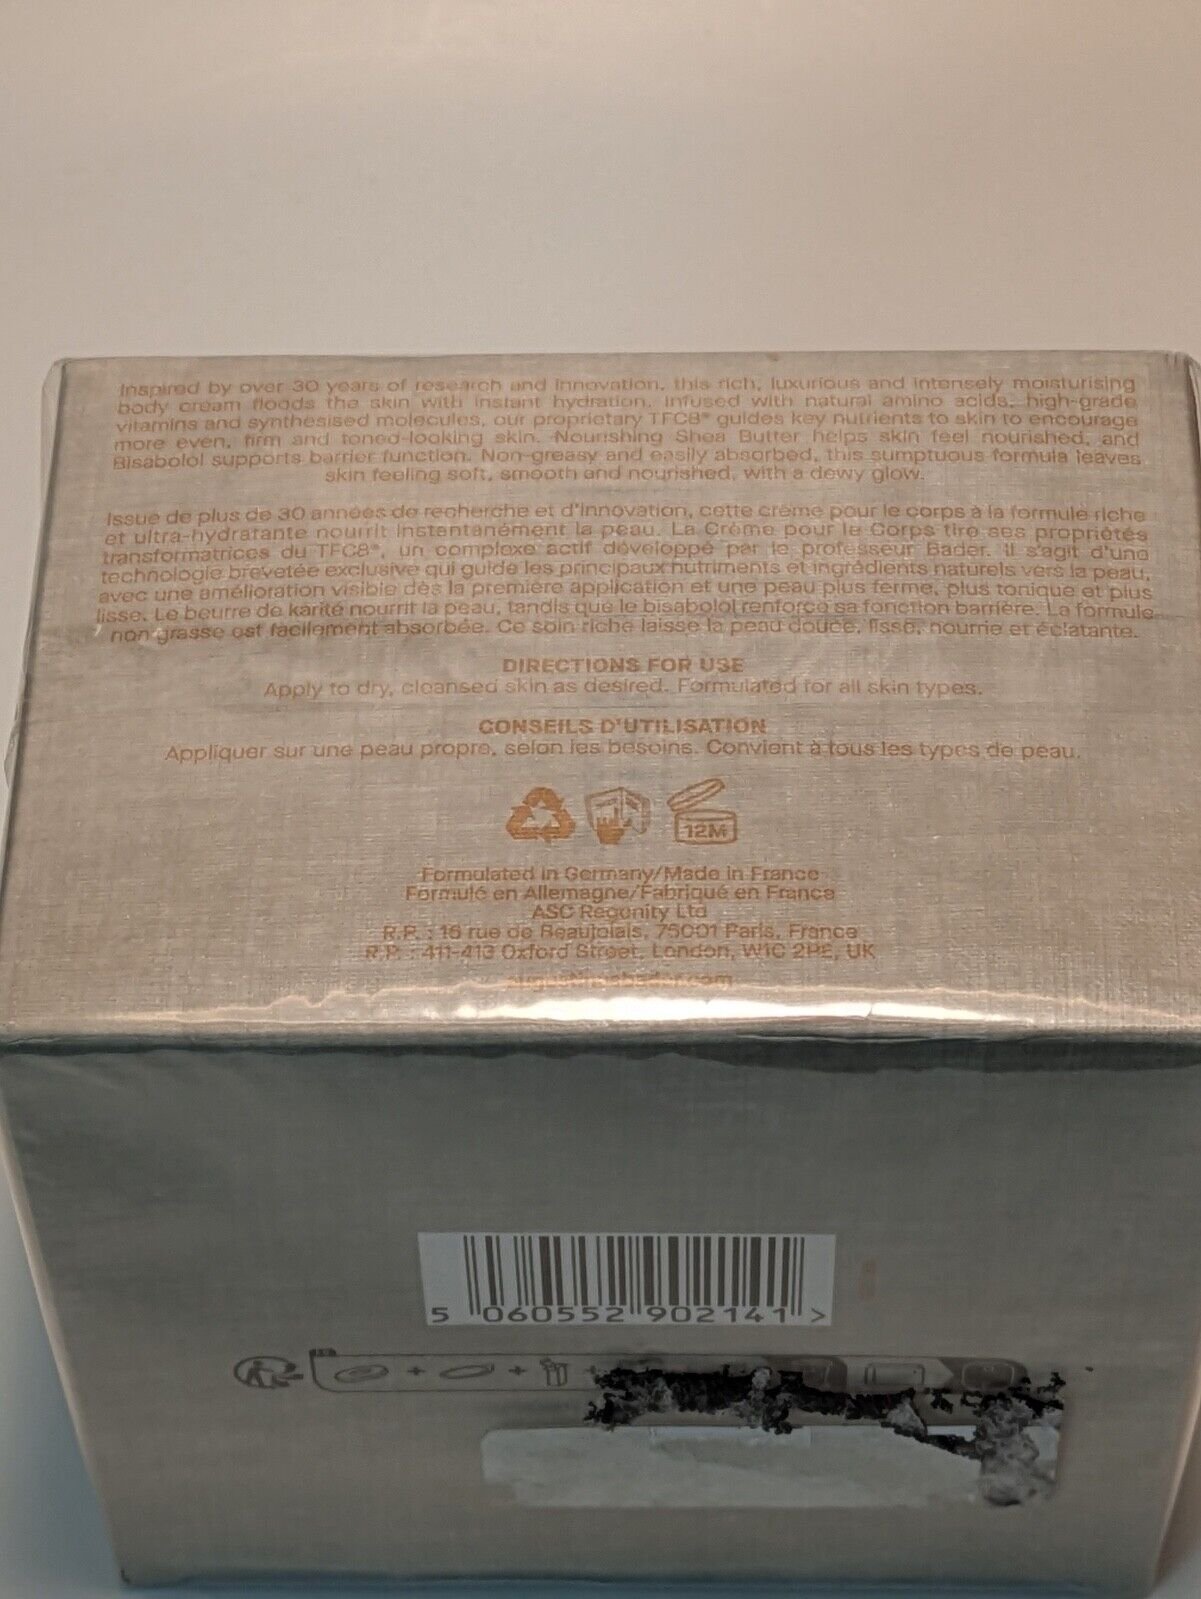 Inspired by over 30 years of research and innovation, this rich, luxurious and intensely moisturising
body cream floods the skin with instant hydration. Infused with natural amino acids, high-grade
vitamins and synthesised molecules, our proprietary TFC8® guides key nutrients to skin to encourage
more even, firm and toned-looking skin. Nourishing Shea Butter helps skin feel nourished, and
Bisabolol supports barrier function. Non-greasy and easily absorbed, this sumptuous formula leaves
skin feeling soft, smooth and nourished, with a dewy glow.
Issue de plus de 30 années de recherche et d'innovation, cette crème pour le corps à la formule riche
et ultra-hydratante nourrit instantanément la peau. La Crème pour le Corps tire ses propriétés
transformatrices du TFC8®, un complexe actif développé par le professeur Bader. Il s'agit d'une
technologie brevetée exclusive qui guide les principaux nutriments et ingrédients naturels vers la peau,
avec une amélioration visible dès la première application et une peau plus ferme, plus tonique et plus
lisse. Le beurre de karité nourrit la peau, tandis que le bisabolol renforce sa fonction barrière. La formule
non grasse est facilement absorbée. Ce soin riche laisse la peau douce, lisse, nourrie et éclatante.
DIRECTIONS FOR USE
Apply to dry, cleansed skin as desired. Formulated for all skin types.
CONSEILS D'UTILISATION
Appliquer sur une peau propre, selon les besoins. Convient à tous les types de peau.
12M
Formulated in Germany/Made in France
Formulé en Allemagne/Fabriqué en France
ASC Regenity Ltd
R.P. : 16 rue de Beaujolais, 75001 Paris, France
R.P. : 411-413 Oxford Street, London, W1C 2PE, UK
augustinusbader.com
5 060552 902141 >